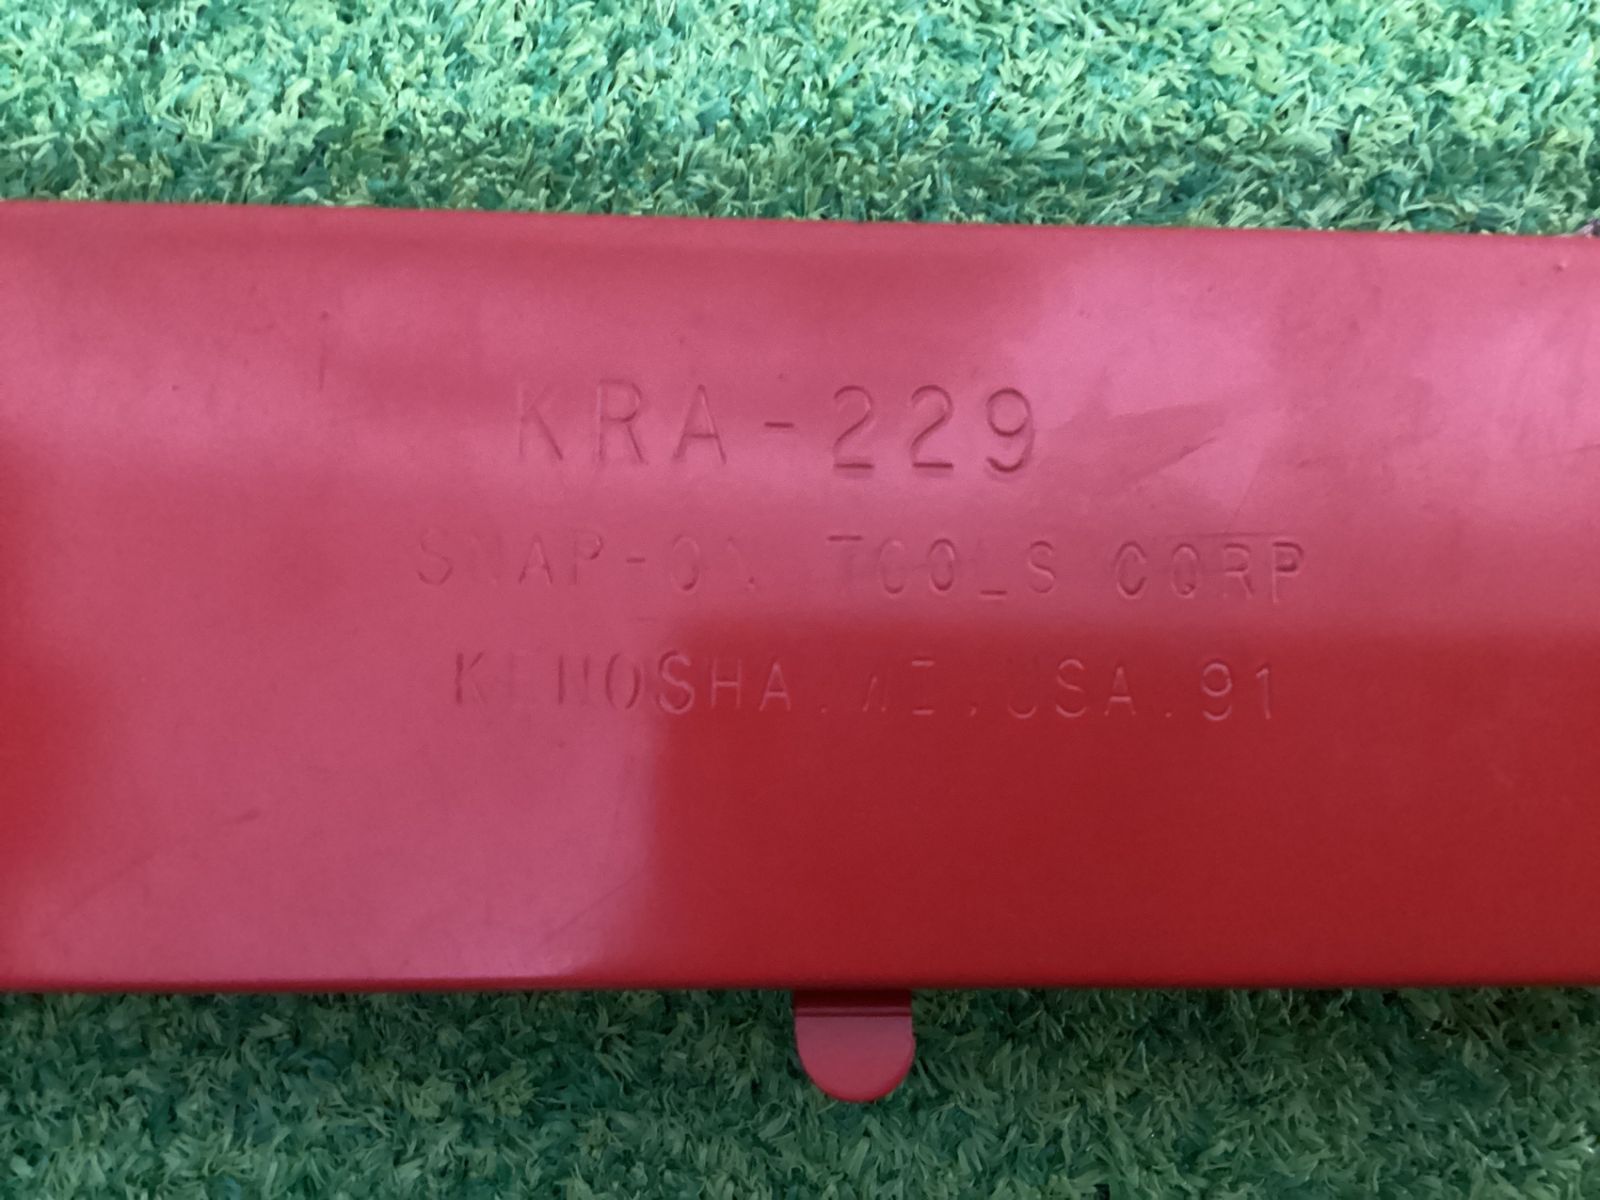 KRA-229
SNAP-ON TOOLS CORP
KENOSHA.WI.USA.91